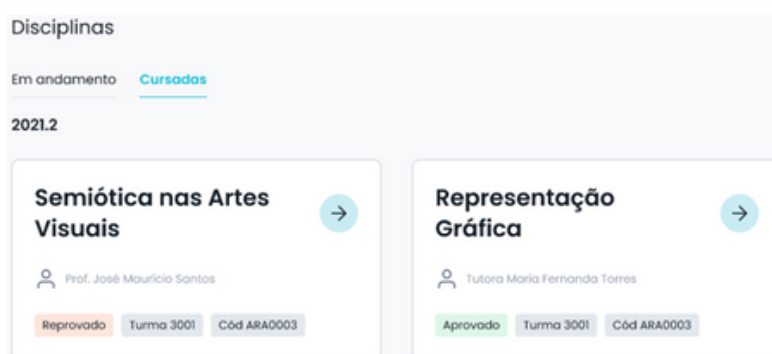 Disciplinas
Em andamento Cursadas
2021.2
Semiótica nas Artes
Visuais
Prof. José Maurício Santos
Reprovado Turma 3001 Cód ARA0003
Representação
Gráfica
Tutora Maria Fernanda Torres
Aprovado Turma 3001 Cód ARA0003